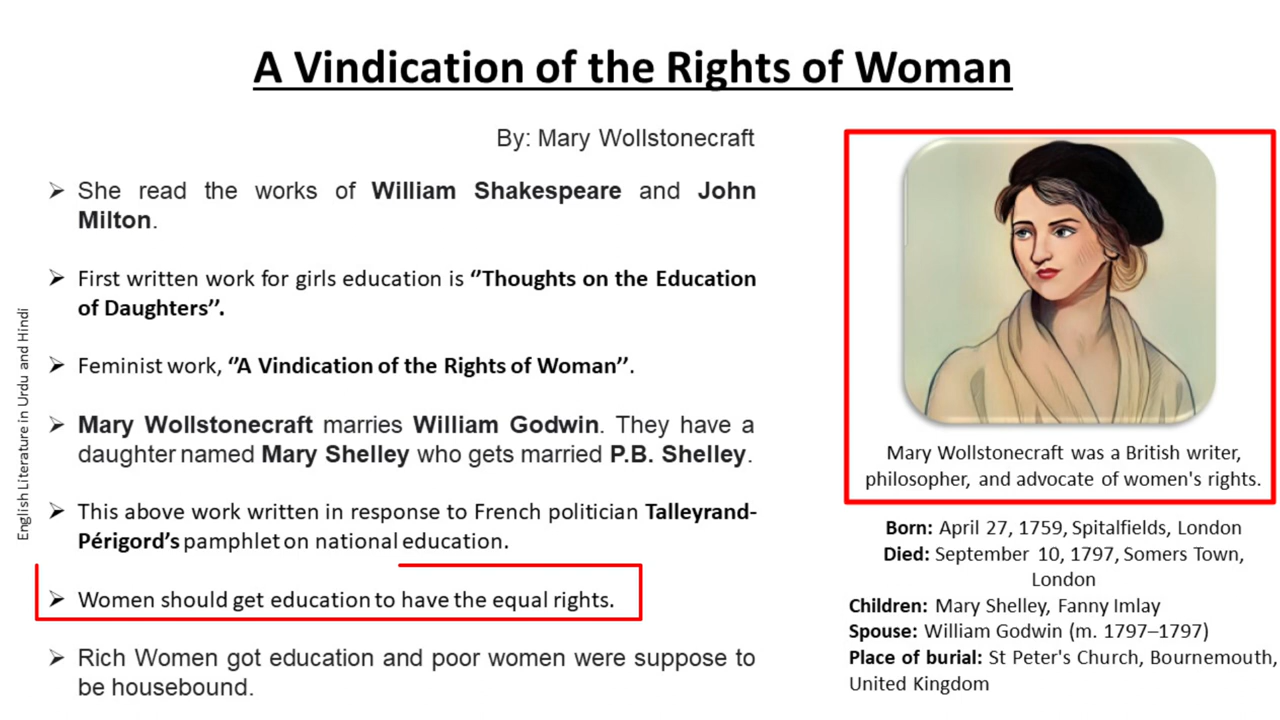 A Vindication of the Rights of Woman
By: Mary Wollstonecraft
➢ She read the works of William Shakespeare and John
Milton.
➢ First written work for girls education is ‘’Thoughts on the Education
of Daughters’’.
➢ Feminist work, ‘’A Vindication of the Rights of Woman’’.
➢ Mary Wollstonecraft marries William Godwin. They have a
daughter named Mary Shelley who gets married P.B. Shelley.
➢ This above work written in response to French politician Talleyrand-
Périgord’s pamphlet on national education.
➢ Women should get education to have the equal rights.
➢ Rich Women got education and poor women were suppose to
be housebound.
English Literature in Urdu and Hindi
Mary Wollstonecraft was a British writer,
philosopher, and advocate of women's rights.
Born: April 27, 1759, Spitalfields, London
Died: September 10, 1797, Somers Town,
London
Children: Mary Shelley, Fanny Imlay
Spouse: William Godwin (m. 1797–1797)
Place of burial: St Peter's Church, Bournemouth,
United Kingdom